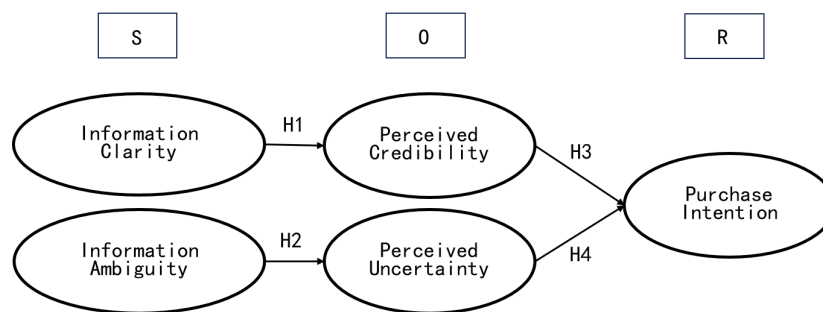 S
O
R
Information
Clarity
H1
Perceived
Credibility
H3
Purchase
Intention
Information
Ambiguity
H2
Perceived
Uncertainty
H4